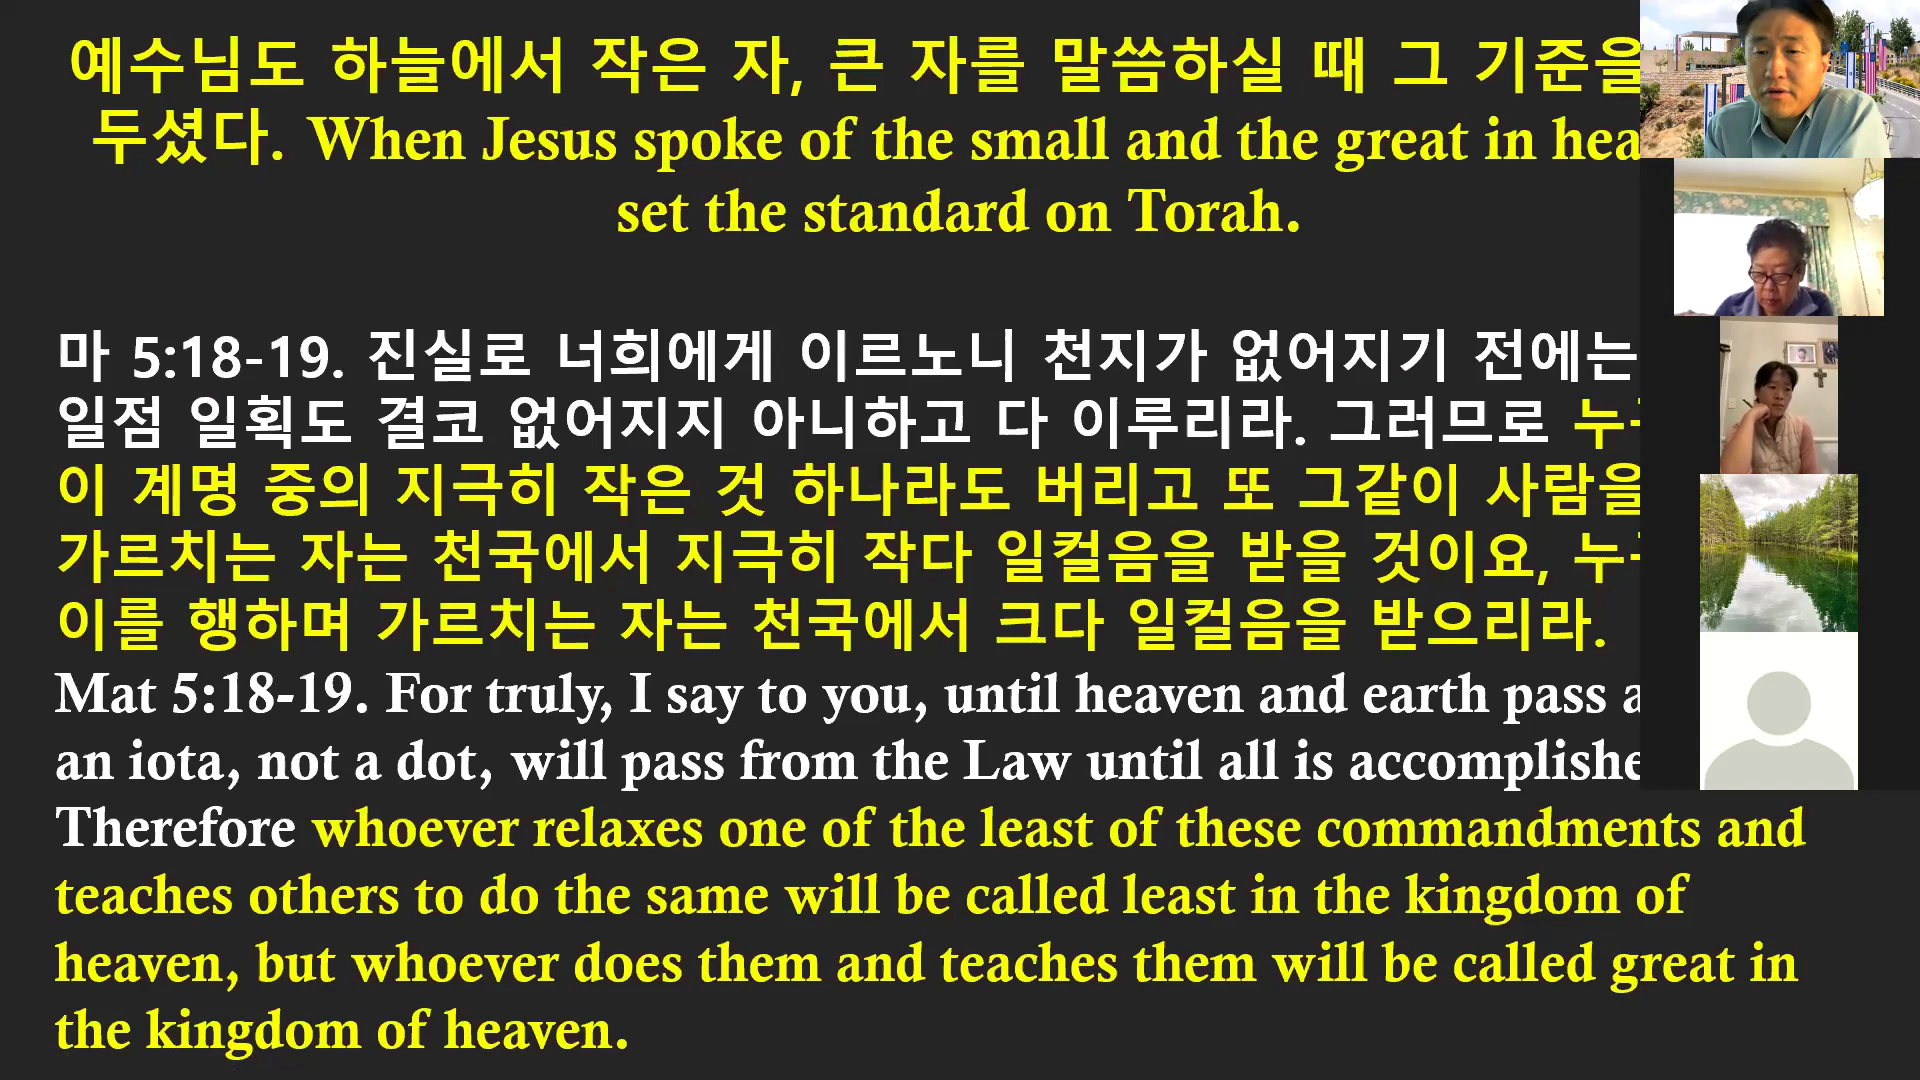 예수님도 하늘에서 작은 자, 큰 자를 말씀하실 때 그 기준을
두셨다. When Jesus spoke of the small and the great in
set the standard on Torah.
마 5:18-19. 진실로 너희에게 이르노니 천지가 없어지기 전에는
일점 일획도 결코 없어지지 아니하고 다 이루리라. 그러므로
이 계명 중의 지극히 작은 것 하나라도 버리고 또 그같이 사람을
가르치는 자는 천국에서 지극히 작다 일컬음을 받을 것이요,
이를 행하며 가르치는 자는 천국에서 크다 일컬음을 받으리라.
Mat 5:18-19. For truly, I say to you, until heaven and earth pass
an iota, not a dot, will pass from the Law until all is
Therefore whoever relaxes one of the least of these commandments and
teaches others to do the same will be called least in the kingdom of
heaven, but whoever does them and teaches them will be called great in
the kingdom of heaven.